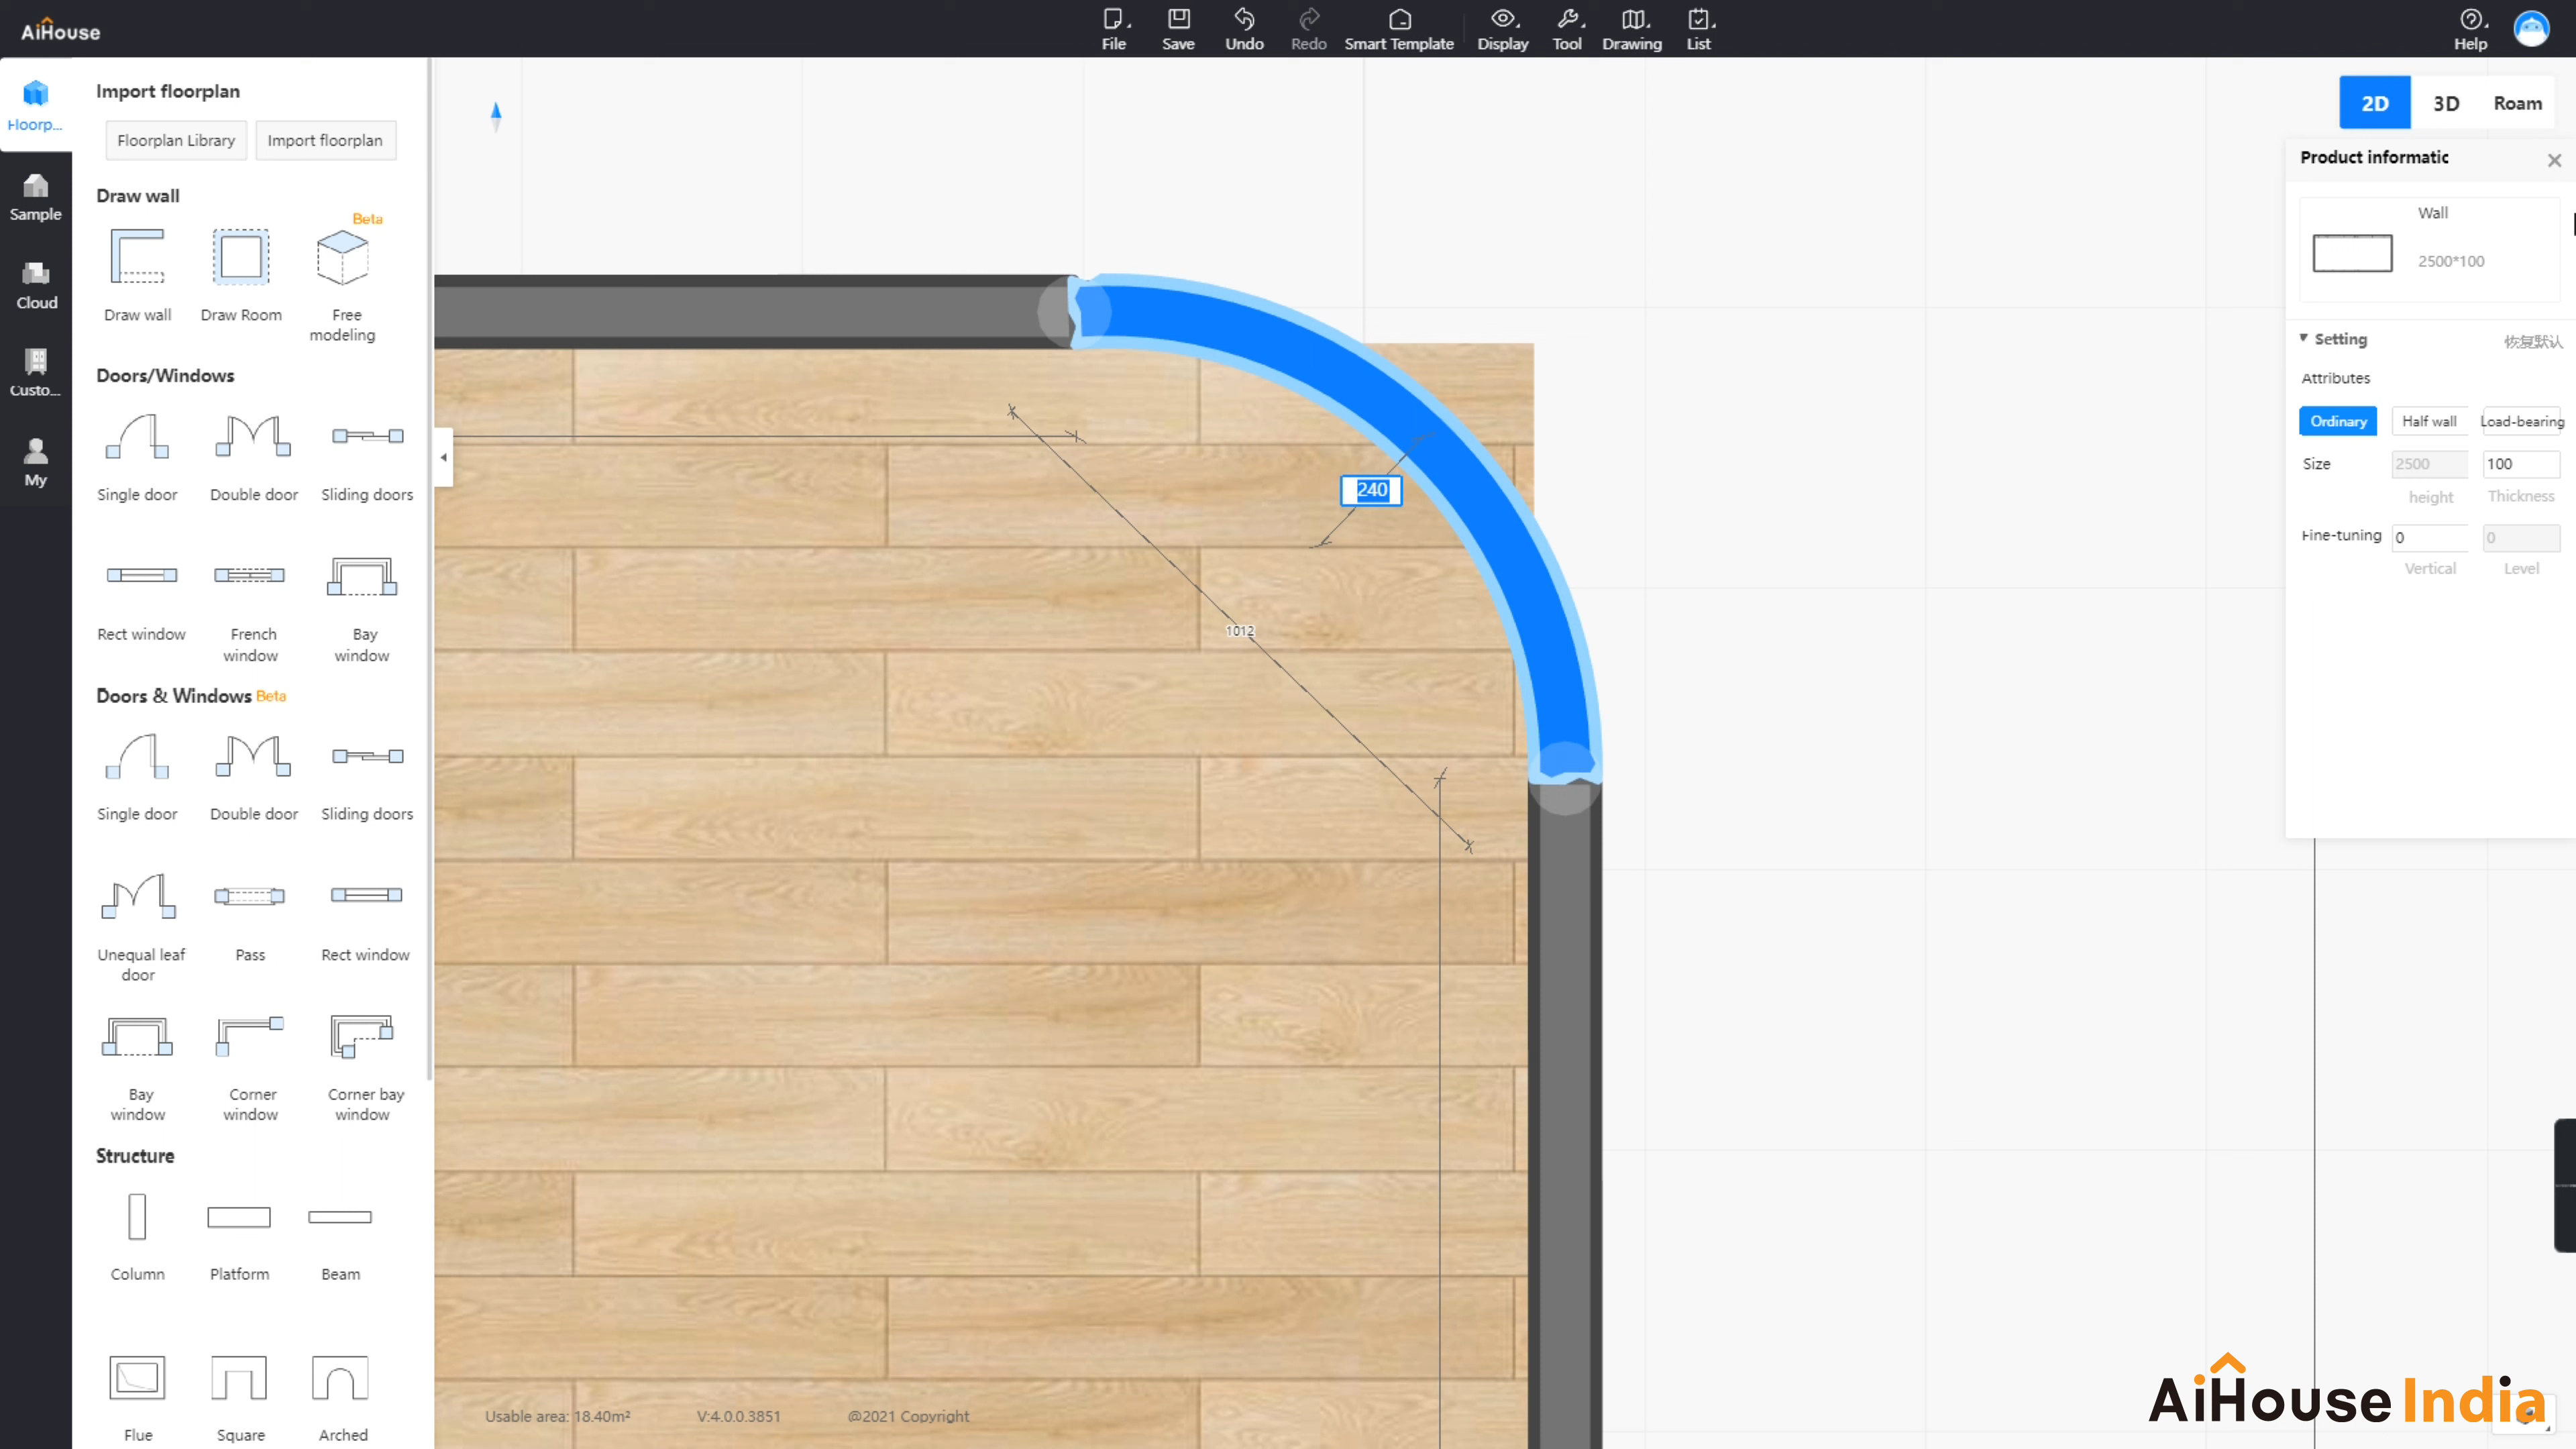 AiHouse
File
Save
Undo
Redo
Smart Template
Display
Tool
Drawing
List
Help
Floorp...
Sample
Cloud
Custo...
My
Import floorplan
Floorplan Library
Import floorplan
Draw wall
Beta
Draw wall
Draw Room
Free
modeling
Doors/Windows
Single door
Double door
Sliding doors
Rect window
French
window
Bay
window
Doors & Windows Beta
Single door
Double door
Sliding doors
Unequal leaf
door
Pass
Rect window
Bay
window
Corner
window
Corner bay
window
Structure
Column
Platform
Beam
Flue
Square
Arched
240
1012
Usable area: 18.40m²
V:4.0.0.3851
@2021 Copyright
2D
3D
Roam
Product informatic
Wall
2500*100
Setting
恢复默认
Attributes
Ordinary
Half wall
Load-bearing
Size
2500
100
height
Thickness
Fine-tuning
0
0
Vertical
Level
AiHouse India